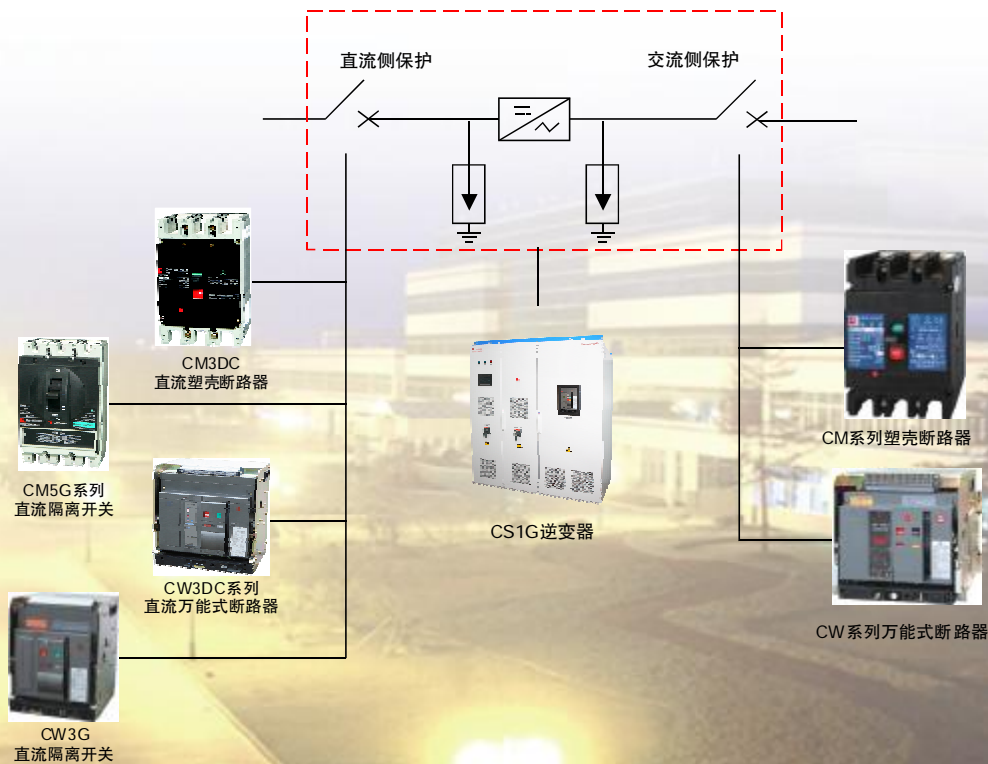 直流侧保护
交流侧保护
CM3DC
直流塑壳断路器
CM5G系列
直流隔离开关
CW3DC系列
直流万能式断路器
CW3G
直流隔离开关
CS1G逆变器
CM系列塑壳断路器
CW系列万能式断路器